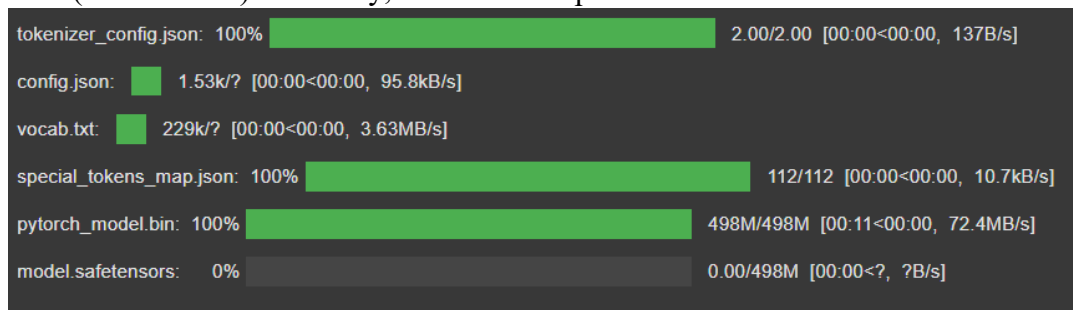 tokenizer_config.json: 100% 2.00/2.00 [00:00<00:00, 137B/s]
config.json: 1.53k/? [00:00<00:00, 95.8kB/s]
vocab.txt: 229k/? [00:00<00:00, 3.63MB/s]
special_tokens_map.json: 100% 112/112 [00:00<00:00, 10.7kB/s]
pytorch_model.bin: 100% 498M/498M [00:11<00:00, 72.4MB/s]
model.safetensors: 0% 0.00/498M [00:00<?, ?B/s]